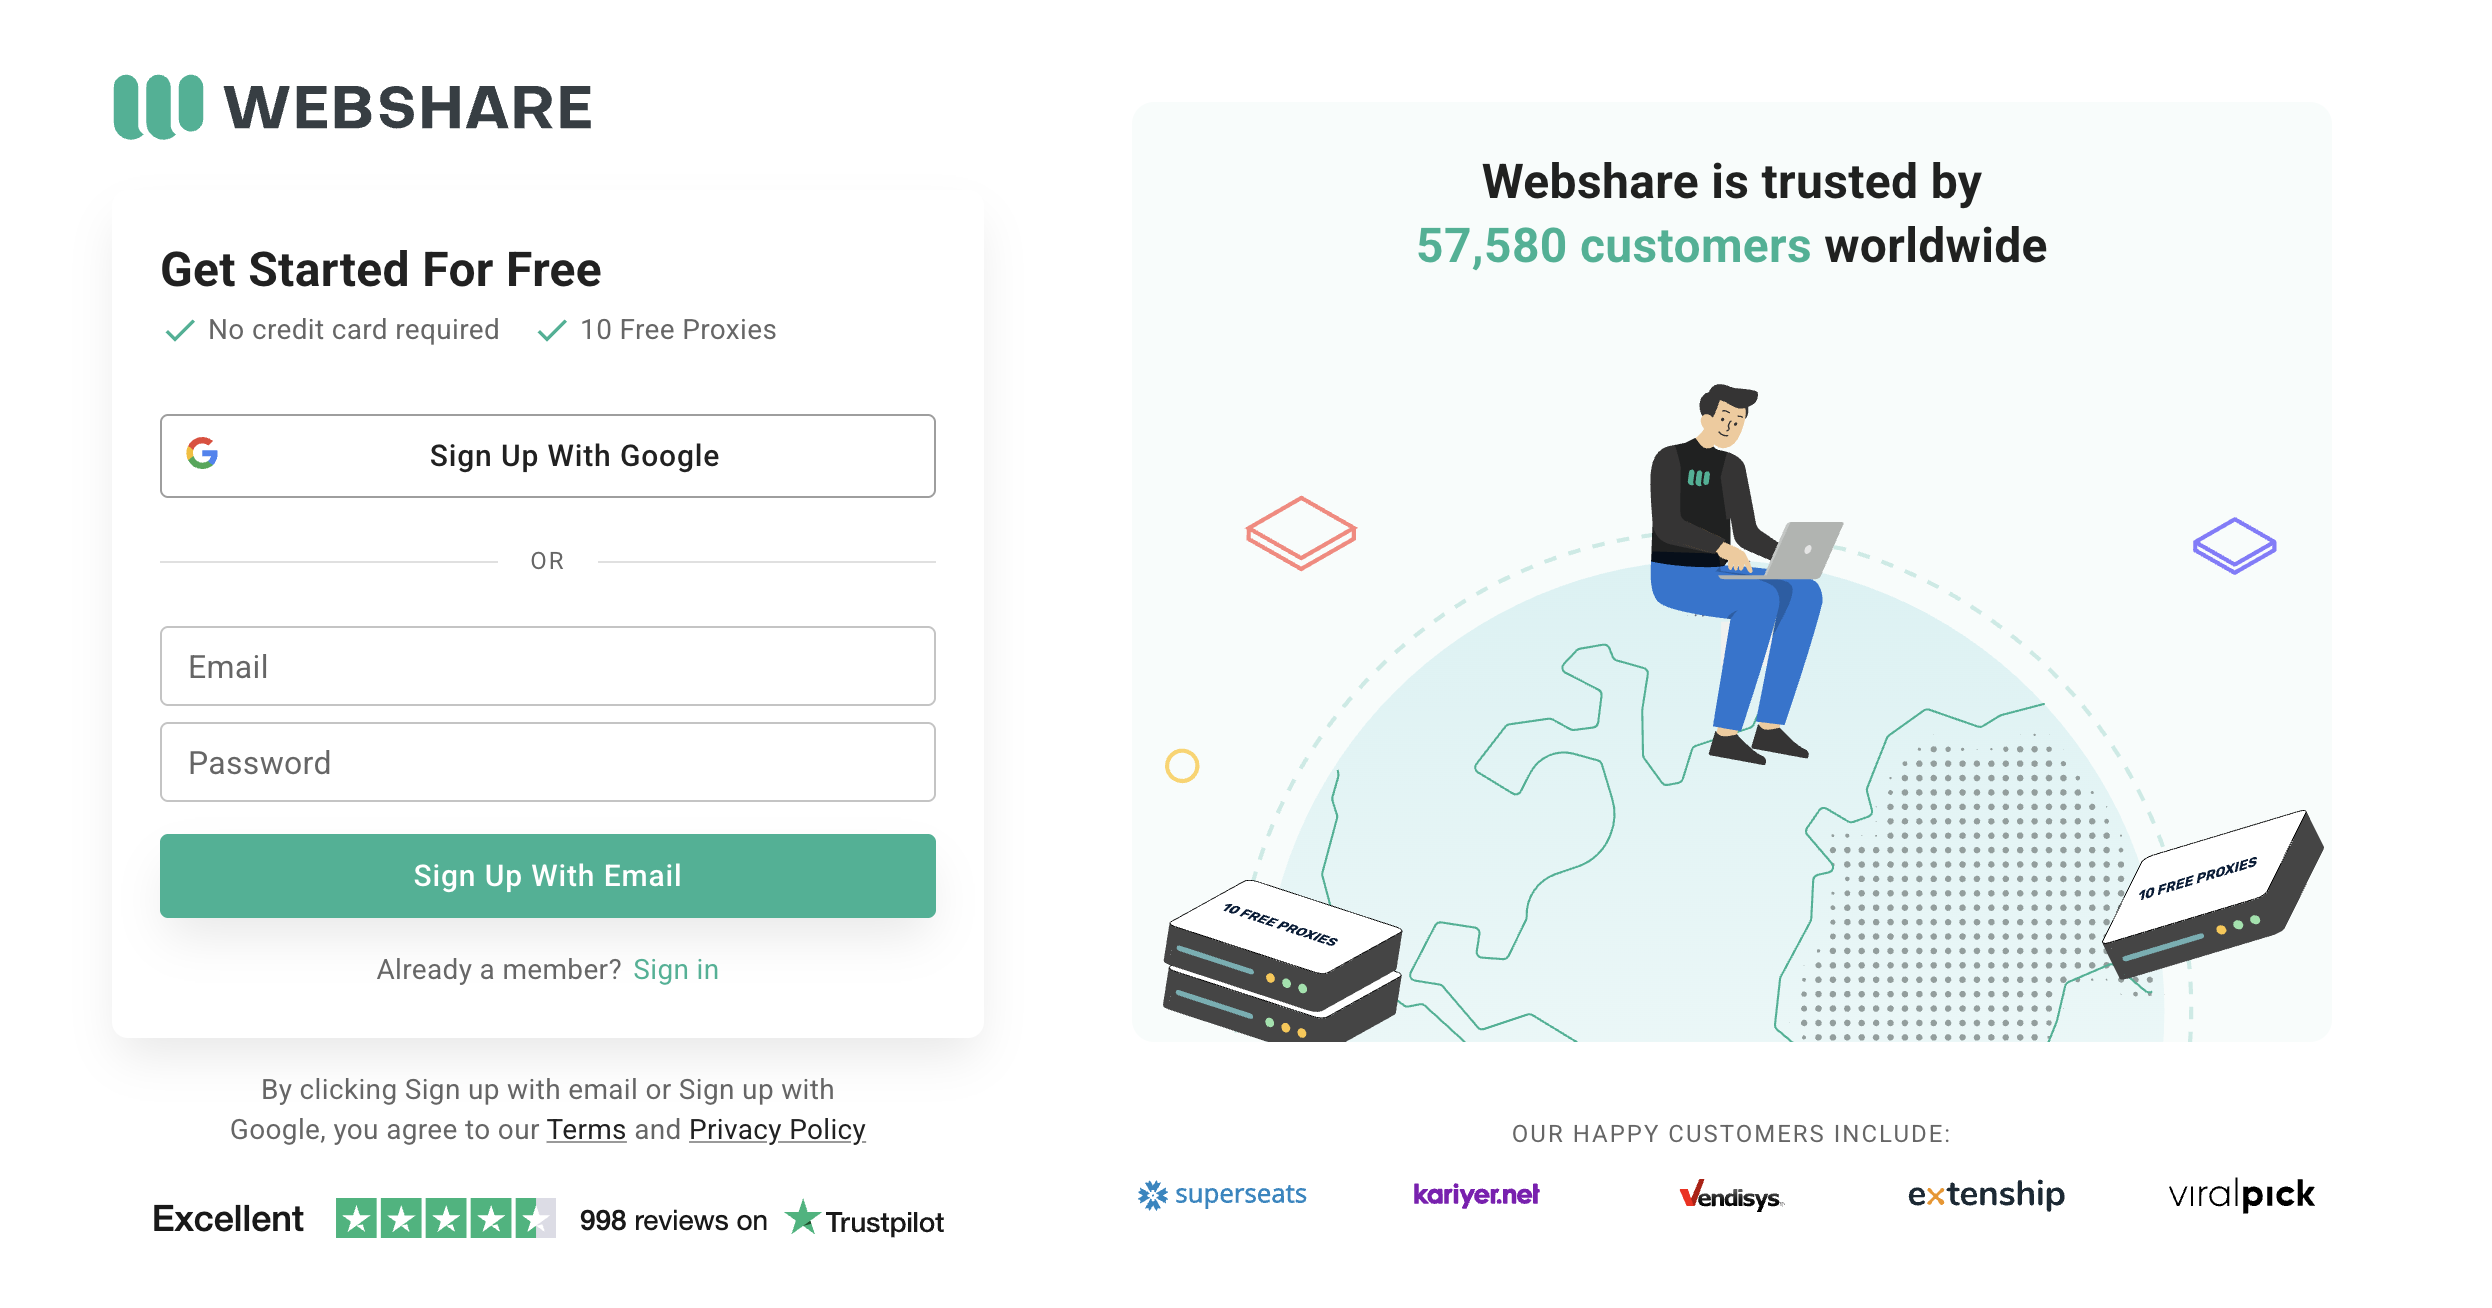 WEBSHARE
Get Started For Free
No credit card required
10 Free Proxies
Sign Up With Google
OR
Email
Password
Sign Up With Email
Already a member? Sign in
By clicking Sign up with email or Sign up with
Google, you agree to our Terms and Privacy Policy
Excellent
998 reviews on
Trustpilot
Webshare is trusted by
57,580 customers worldwide
10 FREE PROXIES
10 FREE PROXIES
OUR HAPPY CUSTOMERS INCLUDE:
superseats
kariyer.net
Vendisys
extenship
viralpick